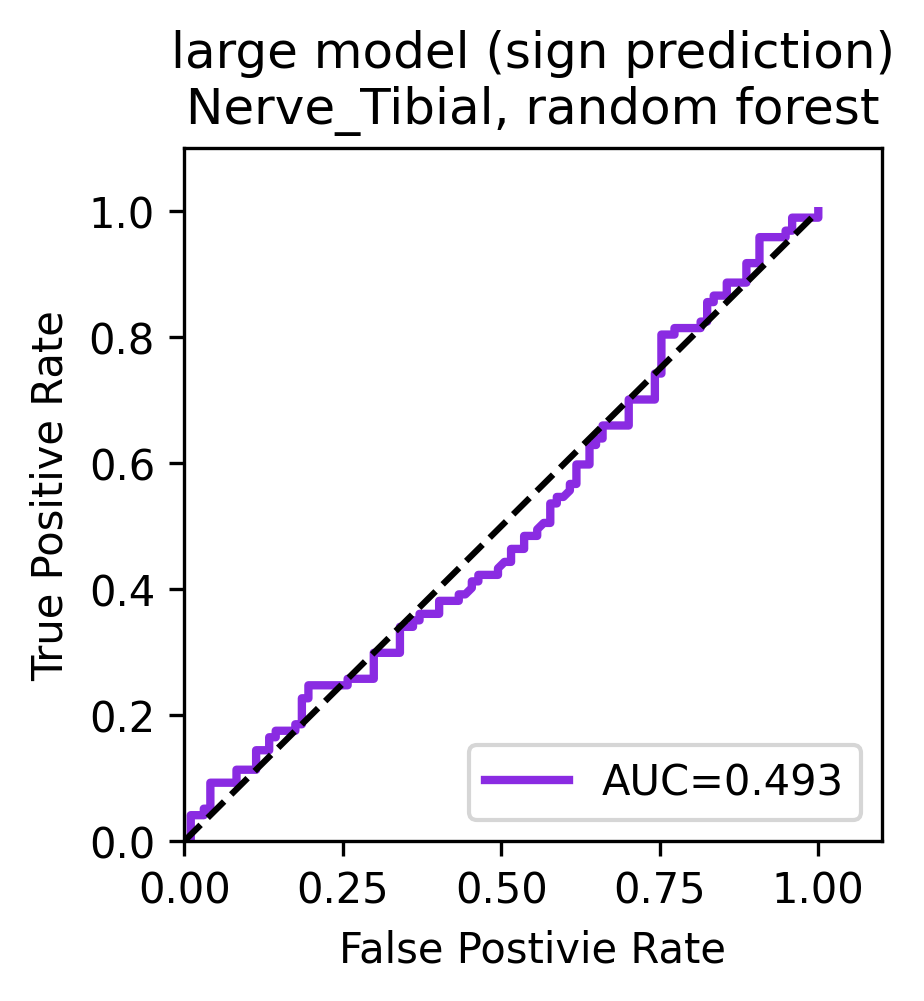 large model (sign prediction)
Nerve_Tibial, random forest
1.0
0.8
0.6
0.4
0.2
0.0
True Positive Rate
AUC=0.493
0.00 0.25 0.50 0.75 1.00
False Postivie Rate